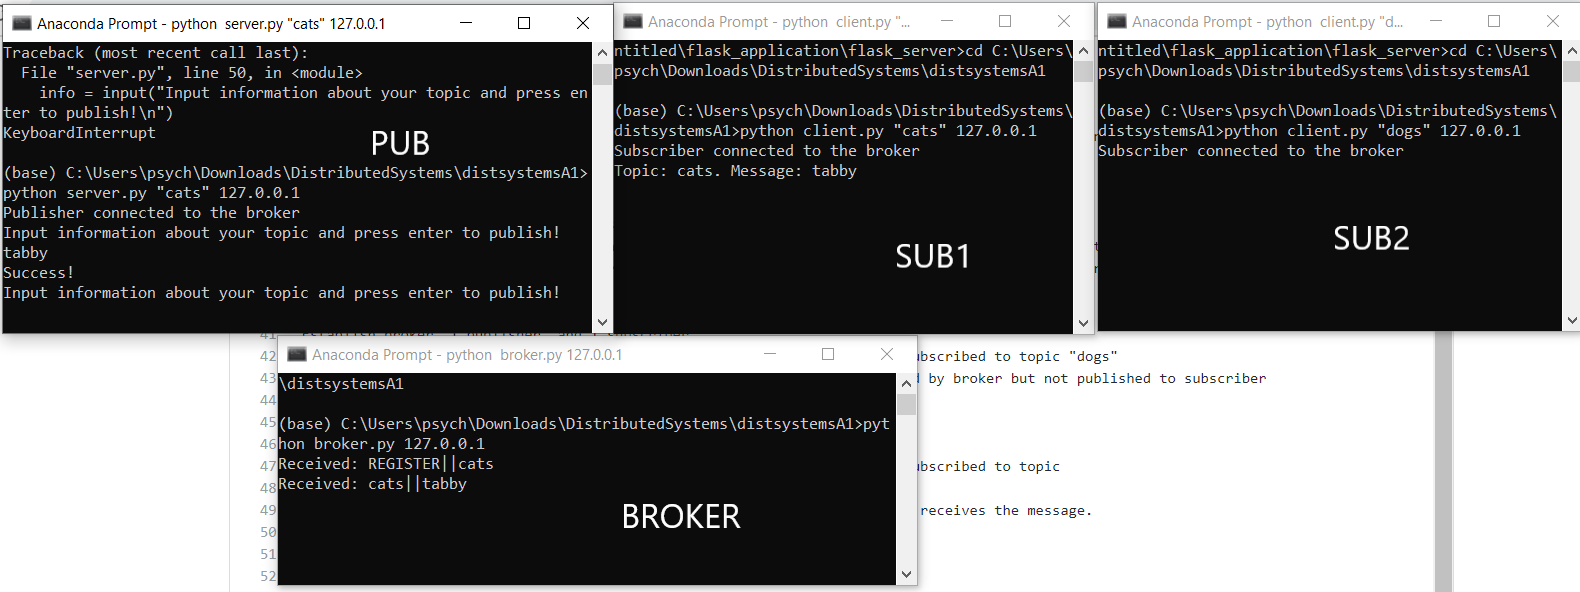 Anaconda Prompt - python  server.py "cats" 127.0.0.1
Traceback (most recent call last):
  File "server.py", line 50, in <module>
    info = input("Input information about your topic and press en
ter to publish!\n")
KeyboardInterrupt
PUB
(base) C:\Users\psych\Downloads\DistributedSystems\distsystemsA1>
python server.py "cats" 127.0.0.1
Publisher connected to the broker
Input information about your topic and press enter to publish!
tabby
Success!
Input information about your topic and press enter to publish!
Anaconda Prompt - python  client.py "...
ntitled\flask_application\flask_server>cd C:\Users\
psych\Downloads\DistributedSystems\distsystemsA1
(base) C:\Users\psych\Downloads\DistributedSystems\
distsystemsA1>python client.py "cats" 127.0.0.1
Subscriber connected to the broker
Topic: cats. Message: tabby
SUB1
Anaconda Prompt - python  client.py "d...
ntitled\flask_application\flask_server>cd C:\Users\
psych\Downloads\DistributedSystems\distsystemsA1
(base) C:\Users\psych\Downloads\DistributedSystems\
distsystemsA1>python client.py "dogs" 127.0.0.1
Subscriber connected to the broker
SUB2
Anaconda Prompt - python  broker.py 127.0.0.1
\distsystemsA1
(base) C:\Users\psych\Downloads\DistributedSystems\distsystemsA1>pyt
hon broker.py 127.0.0.1
Received: REGISTER||cats
Received: cats||tabby
BROKER
41
42 ubscribed to topic "dogs"
43 by broker but not published to subscriber
44
45
46
47 ubscribed to topic
48
49 receives the message.
50
51
52